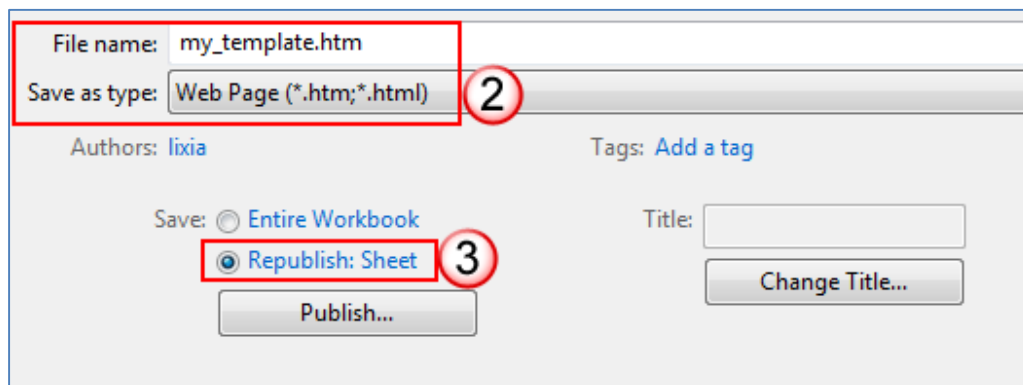 File name: my_template.htm
Save as type: Web Page (*.htm;*.html)
2
Authors: lixia
Tags: Add a tag
Save: Entire Workbook
Title:
Republish: Sheet
3
Change Title...
Publish...